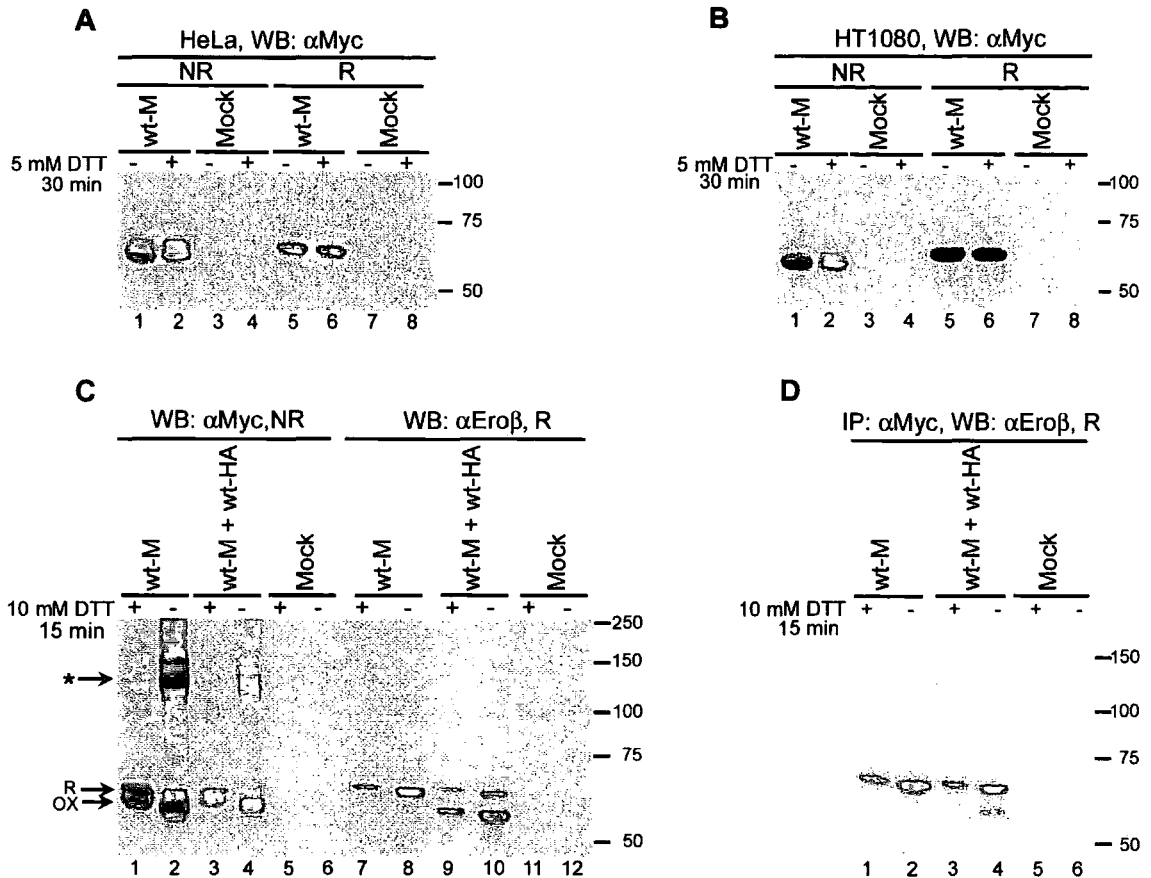 A
HeLa, WB: αMyc
NR R
wt-M Mock wt-M Mock
5 mM DTT - + - + - + - +
30 min
100
75
50
1 2 3 4 5 6 7 8
B
HT1080, WB: αMyc
NR R
wt-M Mock wt-M Mock
5 mM DTT - + - + - + - +
30 min
100
75
50
1 2 3 4 5 6 7 8
C
WB: αMyc,NR WB: αEroβ, R
wt-M wt-M + wt-HA Mock wt-M wt-M + wt-HA Mock
10 mM DTT + - + - + - + - + - + -
15 min
250
150
*
100
75
R
OX
50
1 2 3 4 5 6 7 8 9 10 11 12
D
IP: αMyc, WB: αEroβ, R
wt-M wt-M + wt-HA Mock
10 mM DTT + - + - + -
15 min
150
100
75
50
1 2 3 4 5 6